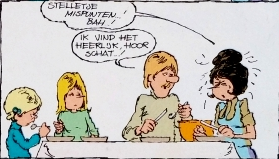 STELLETJE
MISPUNTEN..!
BAH!
IK VIND HET
HEERLIJK, HOOR
SCHAT..!